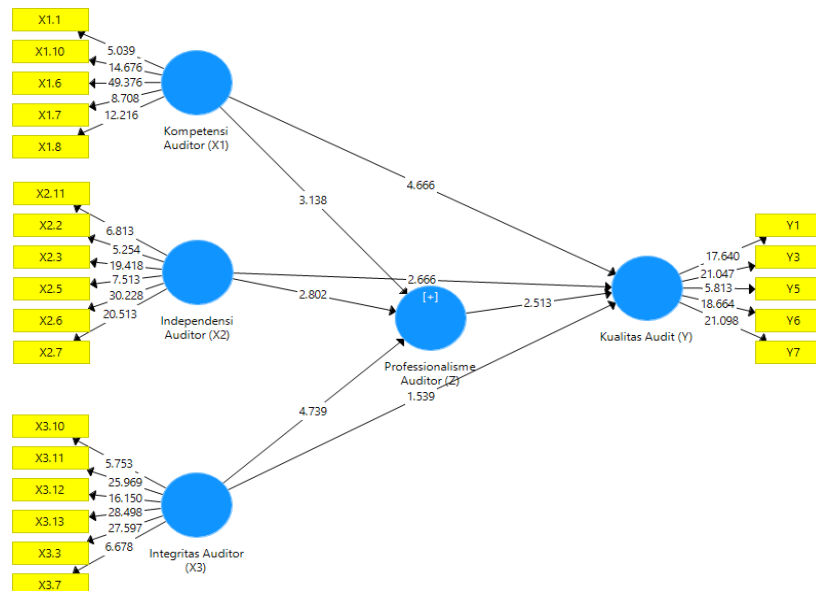 X1.1
X1.10
X1.6
X1.7
X1.8
5.039
14.676
49.376
8.708
12.216
Kompetensi
Auditor (X1)
4.666
3.138
X2.11
X2.2
X2.3
X2.5
X2.6
X2.7
6.813
5.254
19.418
7.513
30.228
20.513
Independensi
Auditor (X2)
2.666
2.802
[+]
Professionalisme
Auditor (Z)
2.513
Y1
Y3
Y5
Y6
Y7
17.640
21.047
5.813
18.664
21.098
Kualitas Audit (Y)
4.739
1.539
X3.10
X3.11
X3.12
X3.13
X3.3
X3.7
5.753
25.969
16.150
28.498
27.597
6.678
Integritas Auditor
(X3)